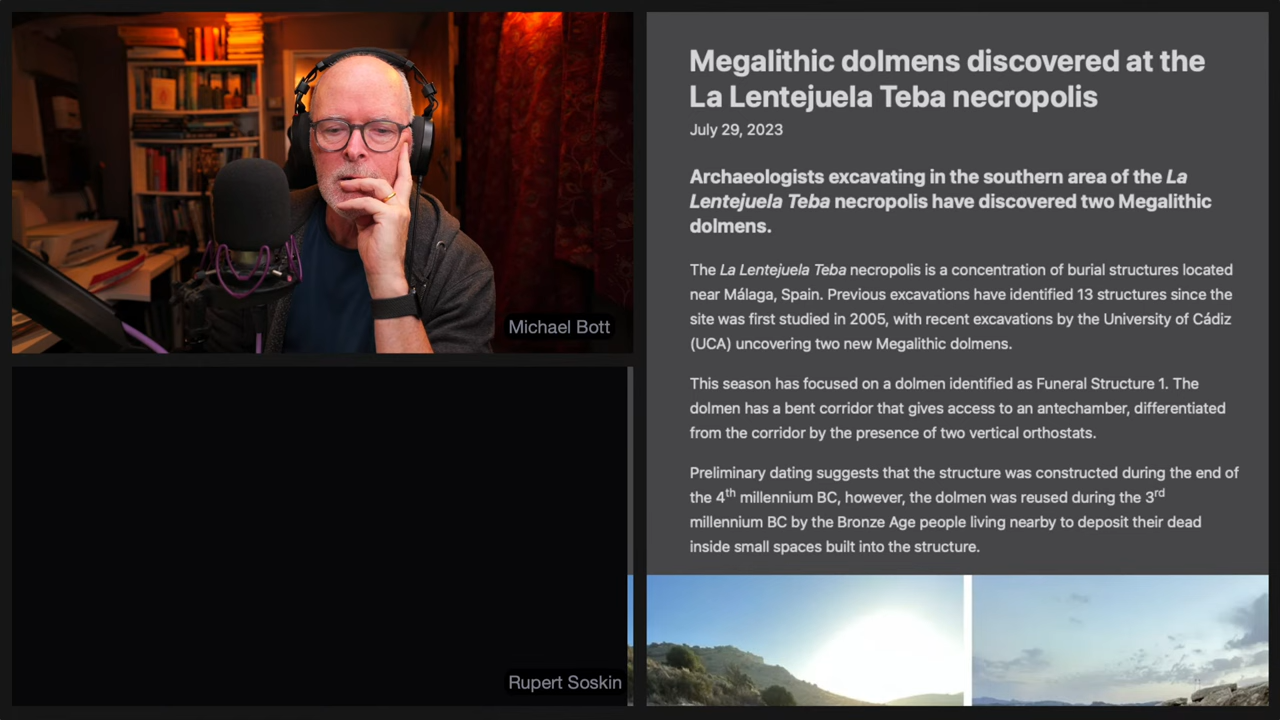 Michael Bott
Rupert Soskin
Megalithic dolmens discovered at the
La Lentejuela Teba necropolis
July 29, 2023
Archaeologists excavating in the southern area of the La
Lentejuela Teba necropolis have discovered two Megalithic
dolmens.
The La Lentejuela Teba necropolis is a concentration of burial structures located
near Málaga, Spain. Previous excavations have identified 13 structures since the
site was first studied in 2005, with recent excavations by the University of Cádiz
(UCA) uncovering two new Megalithic dolmens.
This season has focused on a dolmen identified as Funeral Structure 1. The
dolmen has a bent corridor that gives access to an antechamber, differentiated
from the corridor by the presence of two vertical orthostats.
Preliminary dating suggests that the structure was constructed during the end of
the 4th millennium BC, however, the dolmen was reused during the 3rd
millennium BC by the Bronze Age people living nearby to deposit their dead
inside small spaces built into the structure.